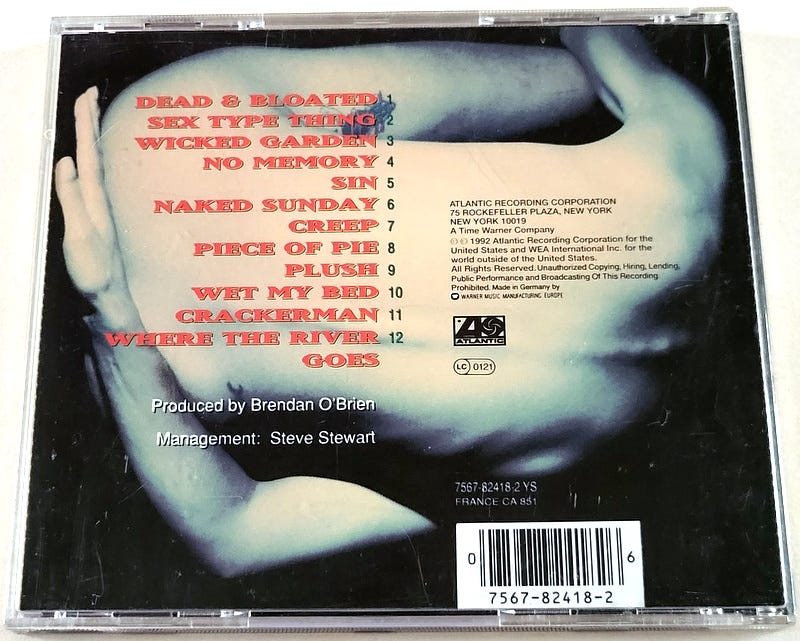 DEAD & BLOATED 1
SEX TYPE THING 2
WICKED GARDEN 3
NO MEMORY 4
SIN 5
NAKED SUNDAY 6
CREEP 7
PIECE OF PIE 8
PLUSH 9
WET MY BED 10
CRACKERMAN 11
WHERE THE RIVER 12
GOES
Produced by Brendan O'Brien
Management: Steve Stewart
ATLANTIC RECORDING CORPORATION
75 ROCKEFELLER PLAZA, NEW YORK
NEW YORK 10019
A Time Warner Company
℗ © 1992 Atlantic Recording Corporation for the
United States and WEA International Inc. for the
world outside of the United States.
All Rights Reserved. Unauthorized Copying, Hiring, Lending,
Public Performance and Broadcasting Of This Recording
Prohibited. Made in Germany by
WARNER MUSIC MANUFACTURING EUROPE
ATLANTIC
LC 0121
7567-82418-2 YS
FRANCE CA 851
0 6
7567-82418-2